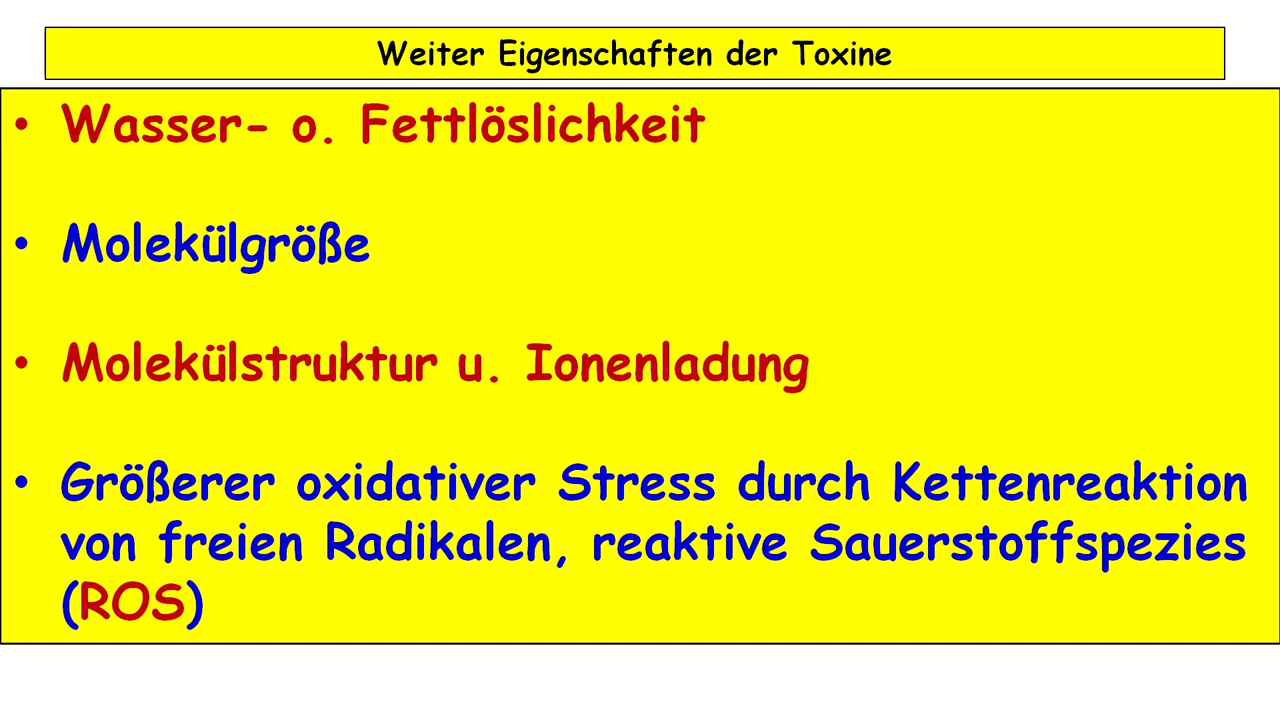 Weiter Eigenschaften der Toxine
• Wasser- o. Fettlöslichkeit
• Molekülgröße
• Molekülstruktur u. Ionenladung
• Größerer oxidativer Stress durch Kettenreaktion
von freien Radikalen, reaktive Sauerstoffspezies
(ROS)